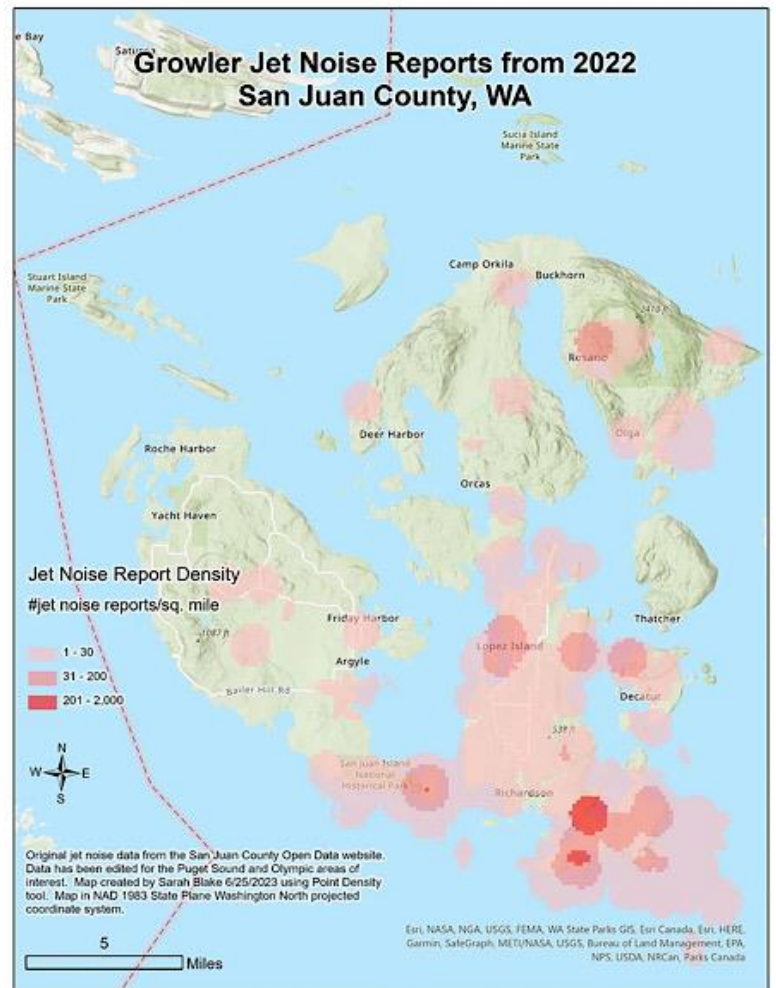 e Bay
Saturna
Growler Jet Noise Reports from 2022
San Juan County, WA
Sucia Island
Marine State
Park
Camp Orkila
Buckhorn
Stuart Island
Marine State
Park
2410 ft
Rosario
Deer Harbor
Olga
Roche Harbor
Orcas
Yacht Haven
Jet Noise Report Density
#jet noise reports/sq. mile
1 - 30
31 - 200
201 - 2,000
Friday Harbor
Thatcher
1087 ft
Lopez Island
Argyle
Bailer Hill Rd
Decatur
539 ft
San Juan Island
National
Historical Park
Richardson
N
W E
S
Original jet noise data from the San Juan County Open Data website.
Data has been edited for the Puget Sound and Olympic areas of
interest. Map created by Sarah Blake 6/25/2023 using Point Density
tool. Map in NAD 1983 State Plane Washington North projected
coordinate system.
Esri, NASA, NGA, USGS, FEMA, WA State Parks GIS, Esri Canada, Esri, HERE,
Garmin, SafeGraph, METI/NASA, USGS, Bureau of Land Management, EPA,
NPS, USDA, NRCan, Parks Canada
5
Miles